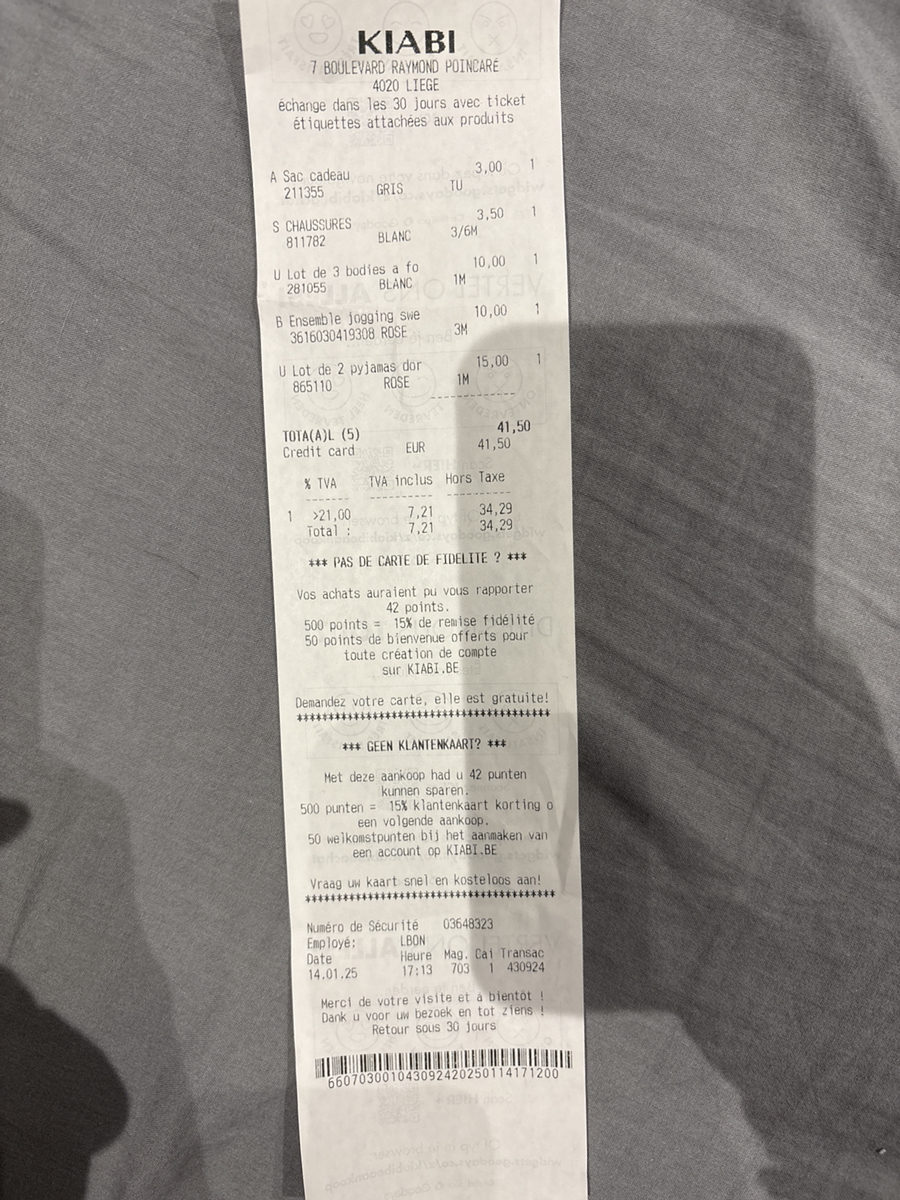 KIABI
7 BOULEVARD RAYMOND POINCARÉ
4020 LIEGE
échange dans les 30 jours avec ticket
étiquettes attachées aux produits
A Sac cadeau 3,00 1
211355 GRIS TU
S CHAUSSURES 3,50 1
811782 BLANC 3/6M
U Lot de 3 bodies a fo 10,00 1
281055 BLANC 1M
B Ensemble jogging swe 10,00 1
3616030419308 ROSE 3M
U Lot de 2 pyjamas dor 15,00 1
865110 ROSE 1M
------------
TOTA(A)L (5) 41,50
Credit card EUR 41,50
% TVA TVA inclus Hors Taxe
------- ---------- ---------
1 >21,00 7,21 34,29
Total : 7,21 34,29
*** PAS DE CARTE DE FIDELITE ? ***
Vos achats auraient pu vous rapporter
42 points.
500 points = 15% de remise fidélité
50 points de bienvenue offerts pour
toute création de compte
sur KIABI.BE
Demandez votre carte, elle est gratuite!
****************************************
*** GEEN KLANTENKAART? ***
Met deze aankoop had u 42 punten
kunnen sparen.
500 punten = 15% klantenkaart korting o
een volgende aankoop.
50 welkomstpunten bij het aanmaken van
een account op KIABI.BE
Vraag uw kaart snel en kosteloos aan!
****************************************
Numéro de Sécurité 03648323
Employé: LBON
Date Heure Mag. Cai Transac
14.01.25 17:13 703 1 430924
Merci de votre visite et à bientôt !
Dank u voor uw bezoek en tot ziens !
Retour sous 30 jours
660703001043092420250114171200